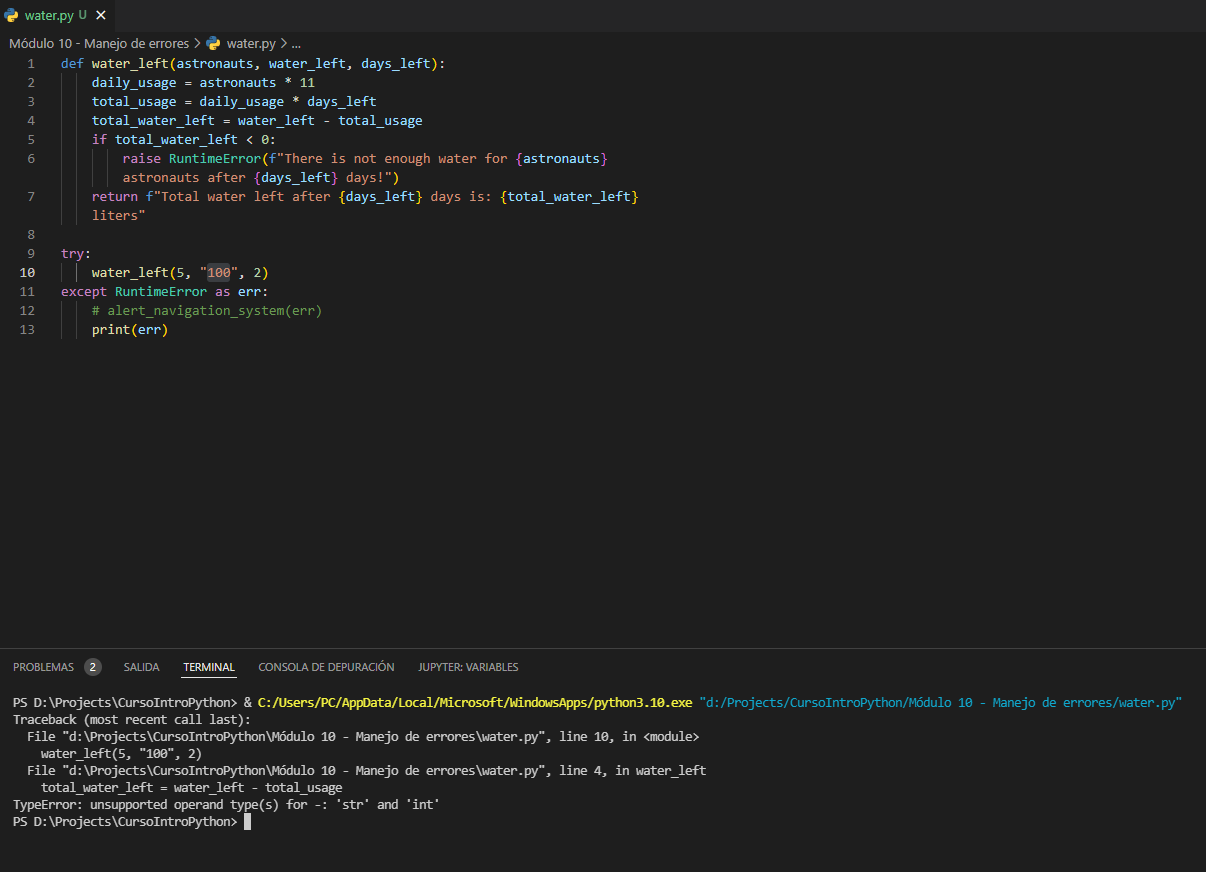 water.py U ×
Módulo 10 - Manejo de errores > water.py > ...
1 def water_left(astronauts, water_left, days_left):
2     daily_usage = astronauts * 11
3     total_usage = daily_usage * days_left
4     total_water_left = water_left - total_usage
5     if total_water_left < 0:
6         raise RuntimeError(f"There is not enough water for {astronauts}
        astronauts after {days_left} days!")
7     return f"Total water left after {days_left} days is: {total_water_left}
    liters"
8
9 try:
10     water_left(5, "100", 2)
11 except RuntimeError as err:
12     # alert_navigation_system(err)
13     print(err)
PROBLEMAS 2 SALIDA TERMINAL CONSOLA DE DEPURACIÓN JUPYTER: VARIABLES
PS D:\Projects\CursoIntroPython> & C:/Users/PC/AppData/Local/Microsoft/WindowsApps/python3.10.exe "d:/Projects/CursoIntroPython/Módulo 10 - Manejo de errores/water.py"
Traceback (most recent call last):
  File "d:\Projects\CursoIntroPython\Módulo 10 - Manejo de errores\water.py", line 10, in <module>
    water_left(5, "100", 2)
  File "d:\Projects\CursoIntroPython\Módulo 10 - Manejo de errores\water.py", line 4, in water_left
    total_water_left = water_left - total_usage
TypeError: unsupported operand type(s) for -: 'str' and 'int'
PS D:\Projects\CursoIntroPython>